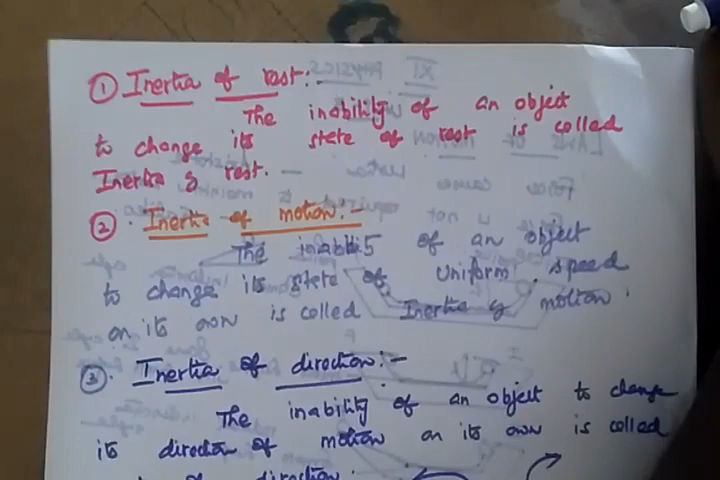 ① Inertia of rest:-
The inability of an object
to change its state of rest is called
Inertia of rest.
② Inertia of motion:-
The inability of an object
to change its state of uniform speed
on its own is called Inertia of motion.
③ Inertia of direction:-
The inability of an object to change
its direction of motion on its own is called
of direction.